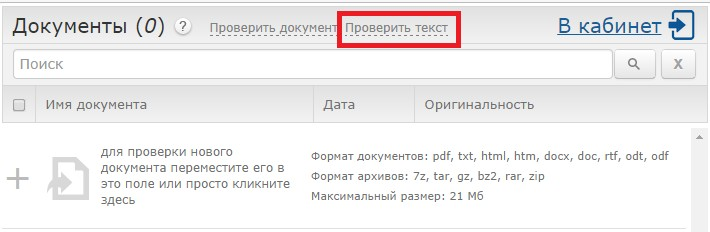 Документы (0) ? Проверить документ Проверить текст В кабинет
Поиск X
Имя документа Дата Оригинальность
для проверки нового
документа переместите его в
это поле или просто кликните
здесь
Формат документов: pdf, txt, html, htm, docx, doc, rtf, odt, odf
Формат архивов: 7z, tar, gz, bz2, rar, zip
Максимальный размер: 21 Мб